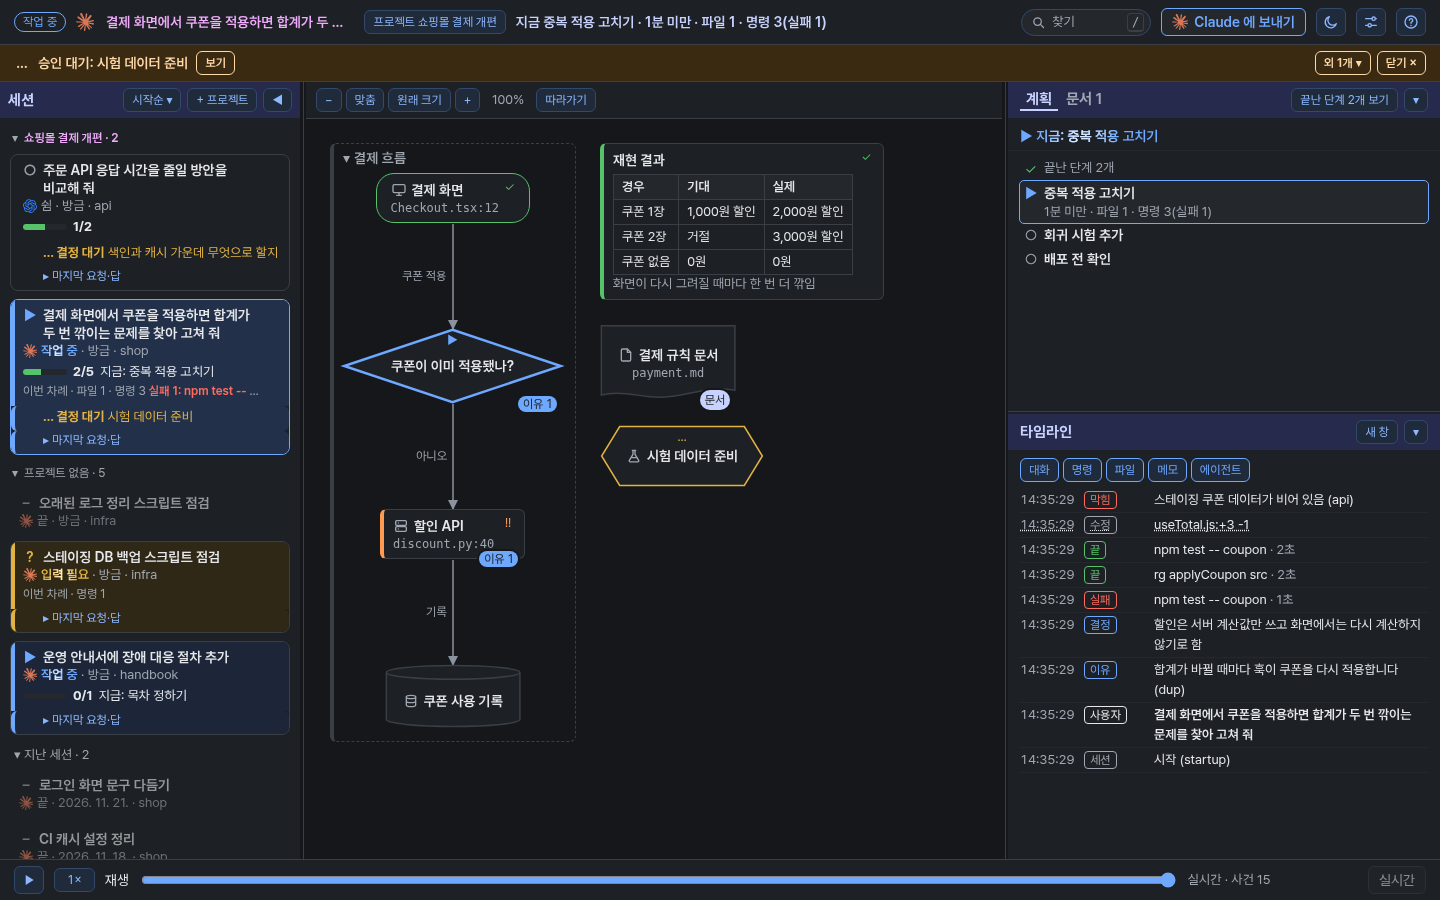 작업 중 결제 화면에서 쿠폰을 적용하면 합계가 두 ... 프로젝트 쇼핑몰 결제 개편 지금 중복 적용 고치기 · 1분 미만 · 파일 1 · 명령 3(실패 1) 찾기 / Claude 에 보내기
... 승인 대기: 시험 데이터 준비 보기 외 1개 ▾ 닫기 ×
세션 시작순 ▾ + 프로젝트 ◀
▾ 쇼핑몰 결제 개편 · 2
주문 API 응답 시간을 줄일 방안을
비교해 줘
쉼 · 방금 · api
1/2
... 결정 대기 색인과 캐시 가운데 무엇으로 할지
▸ 마지막 요청·답
▶ 결제 화면에서 쿠폰을 적용하면 합계가
두 번 깎이는 문제를 찾아 고쳐 줘
작업 중 · 방금 · shop
2/5 지금: 중복 적용 고치기
이번 차례 · 파일 1 · 명령 3 실패 1: npm test -- ...
... 결정 대기 시험 데이터 준비
▸ 마지막 요청·답
▾ 프로젝트 없음 · 5
– 오래된 로그 정리 스크립트 점검
끝 · 방금 · infra
? 스테이징 DB 백업 스크립트 점검
입력 필요 · 방금 · infra
이번 차례 · 명령 1
▸ 마지막 요청·답
▶ 운영 안내서에 장애 대응 절차 추가
작업 중 · 방금 · handbook
0/1 지금: 목차 정하기
▸ 마지막 요청·답
▾ 지난 세션 · 2
– 로그인 화면 문구 다듬기
끝 · 2026. 11. 21. · shop
– CI 캐시 설정 정리
끝 · 2026. 11. 18. · shop
− 맞춤 원래 크기 + 100% 따라가기
▾ 결제 흐름
결제 화면 ✓
Checkout.tsx:12
쿠폰 적용
▶
쿠폰이 이미 적용됐나?
이유 1
아니오
할인 API !!
discount.py:40
이유 1
기록
쿠폰 사용 기록
재현 결과 ✓
경우 기대 실제
쿠폰 1장 1,000원 할인 2,000원 할인
쿠폰 2장 거절 3,000원 할인
쿠폰 없음 0원 0원
화면이 다시 그려질 때마다 한 번 더 깎임
결제 규칙 문서
payment.md
문서
...
시험 데이터 준비
계획 문서 1 끝난 단계 2개 보기 ▾
▶ 지금: 중복 적용 고치기
✓ 끝난 단계 2개
▶ 중복 적용 고치기
1분 미만 · 파일 1 · 명령 3(실패 1)
회귀 시험 추가
배포 전 확인
타임라인 새 창 ▾
대화 명령 파일 메모 에이전트
14:35:29 막힘 스테이징 쿠폰 데이터가 비어 있음 (api)
14:35:29 수정 useTotal.js:+3 -1
14:35:29 끝 npm test -- coupon · 2초
14:35:29 끝 rg applyCoupon src · 2초
14:35:29 실패 npm test -- coupon · 1초
14:35:29 결정 할인은 서버 계산값만 쓰고 화면에서는 다시 계산하지
않기로 함
14:35:29 이유 합계가 바뀔 때마다 훅이 쿠폰을 다시 적용합니다
(dup)
14:35:29 사용자 결제 화면에서 쿠폰을 적용하면 합계가 두 번 깎이는
문제를 찾아 고쳐 줘
14:35:29 세션 시작 (startup)
▶ 1× 재생 실시간 · 사건 15 실시간